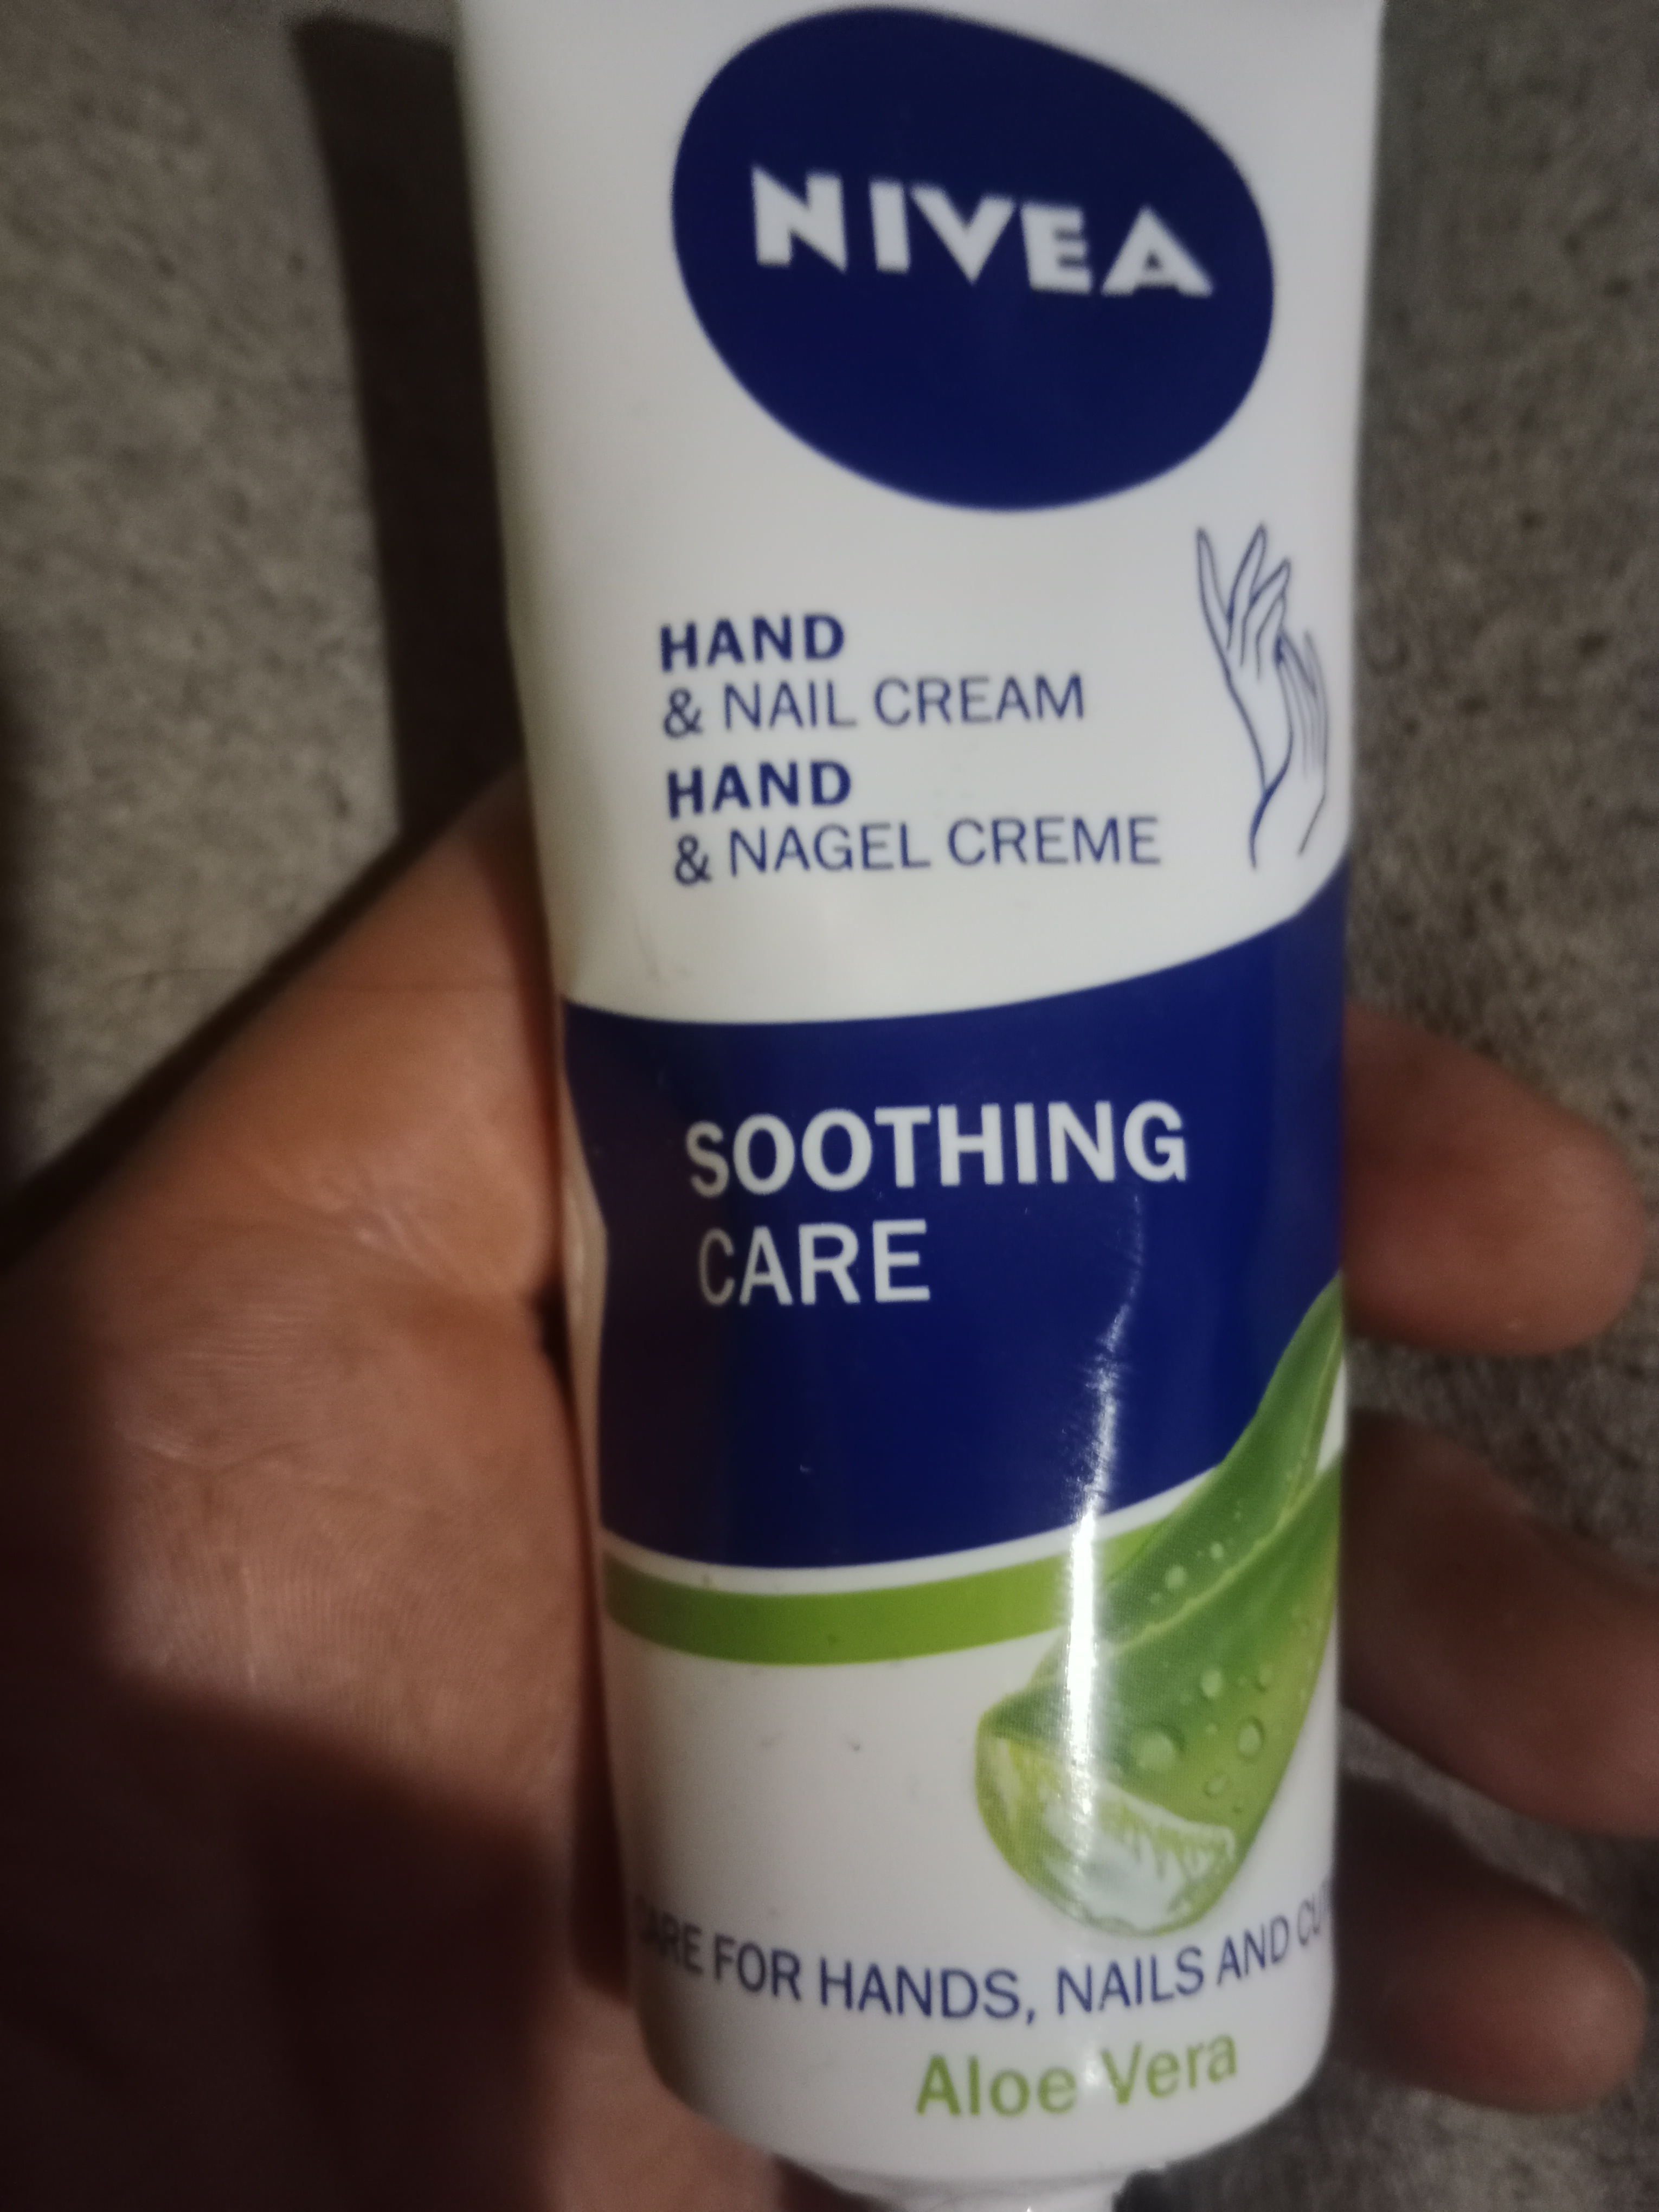 NIVEA
HAND
& NAIL CREAM
HAND
& NAGEL CREME
SOOTHING
CARE
FOR HANDS, NAILS AND
Aloe Vera